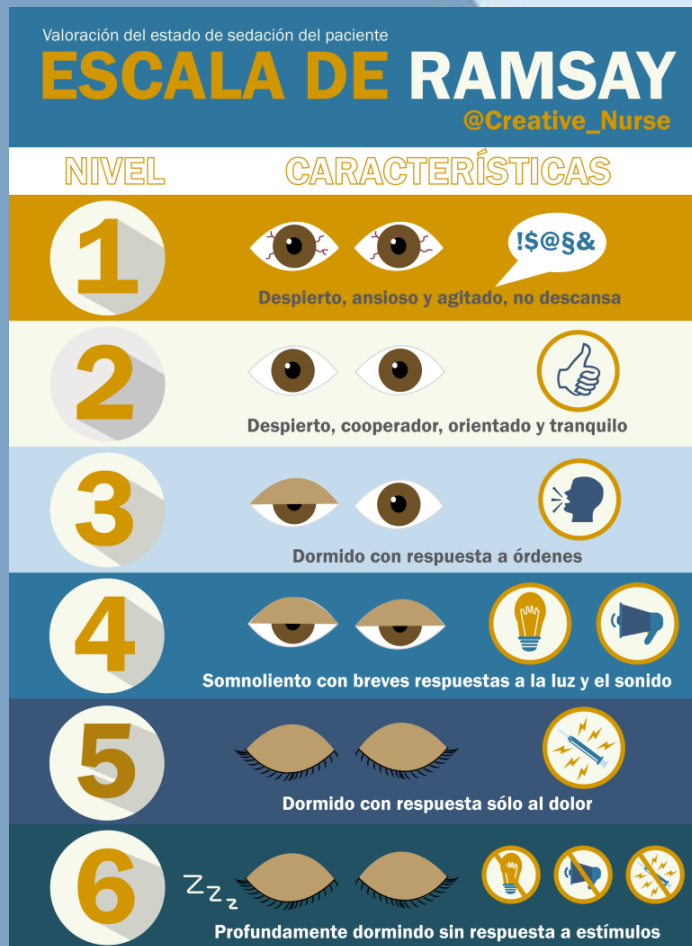 Valoración del estado de sedación del paciente
ESCALA DE RAMSAY
@Creative_Nurse
NIVEL CARACTERÍSTICAS
1
!$@§&
Despierto, ansioso y agitado, no descansa
2
Despierto, cooperador, orientado y tranquilo
3
Dormido con respuesta a órdenes
4
Somnoliento con breves respuestas a la luz y el sonido
5
Dormido con respuesta sólo al dolor
6
Zzz
Profundamente dormindo sin respuesta a estímulos